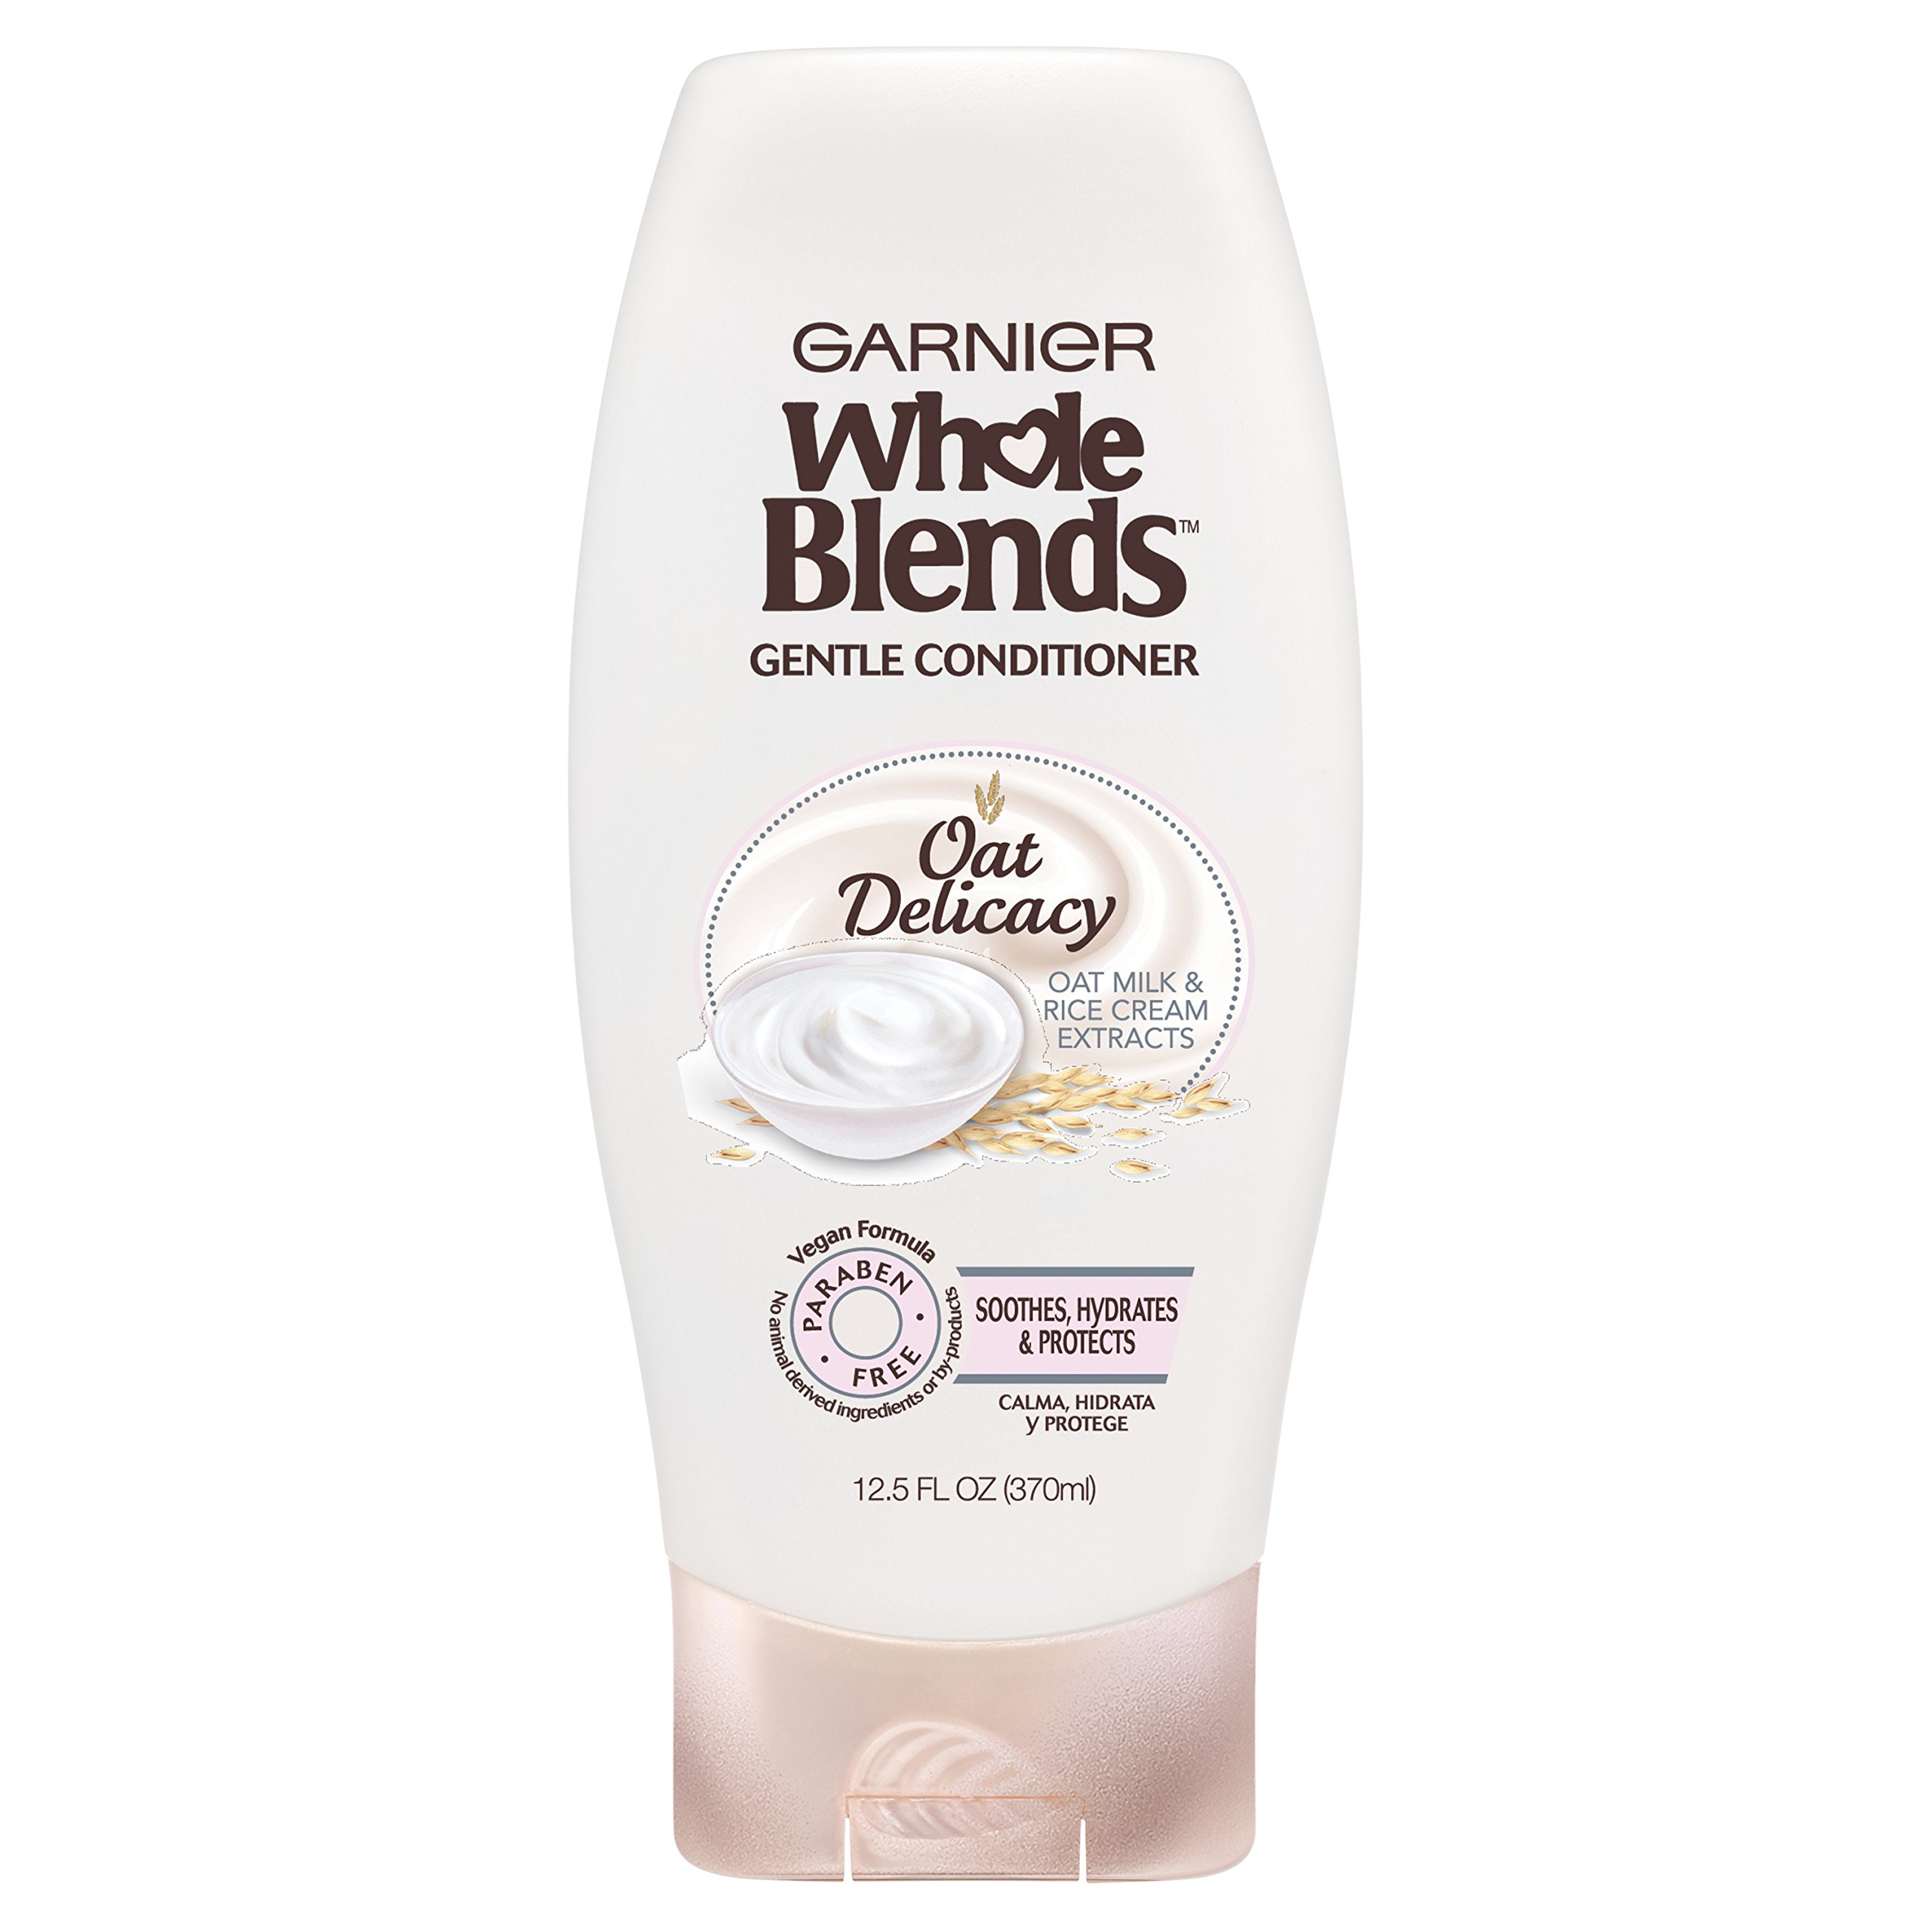 GARNIER
Whole
Blends™
GENTLE CONDITIONER
Oat
Delicacy
OAT MILK &
RICE CREAM
EXTRACTS
Vegan Formula
PARABEN
FREE
No animal derived ingredients or by-products
SOOTHES, HyDRATES
& PROTECTS
CALMA, HIDRATA
y PROTEGE
12.5 FL OZ (370ml)